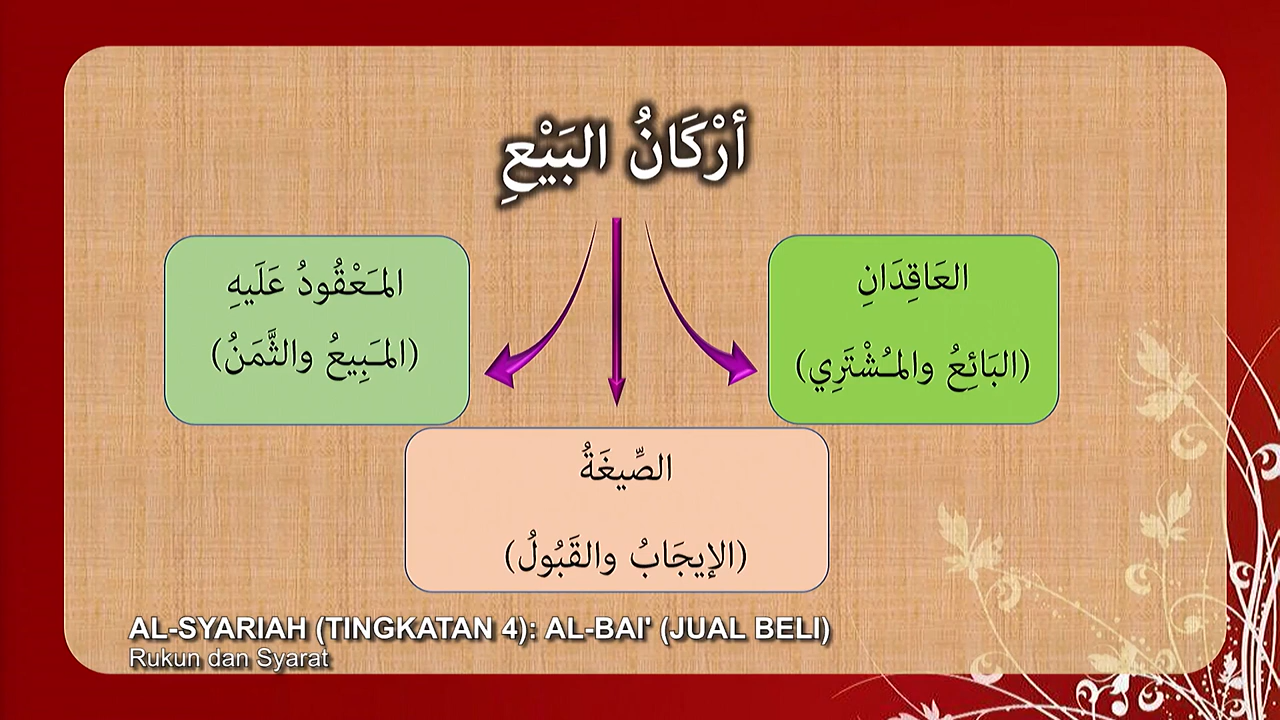 أرْكَانُ البَيْعِ
العَاقِدَانِ
(البَائِعُ والمـُشْتَرِي)
المـَعْقُودُ عَلَيهِ
(المـَبِيعُ والثَّمَنُ)
الصِّيغَةُ
(الإيجَابُ والقَبُولُ)
AL-SYARIAH (TINGKATAN 4): AL-BAI' (JUAL BELI)
Rukun dan Syarat